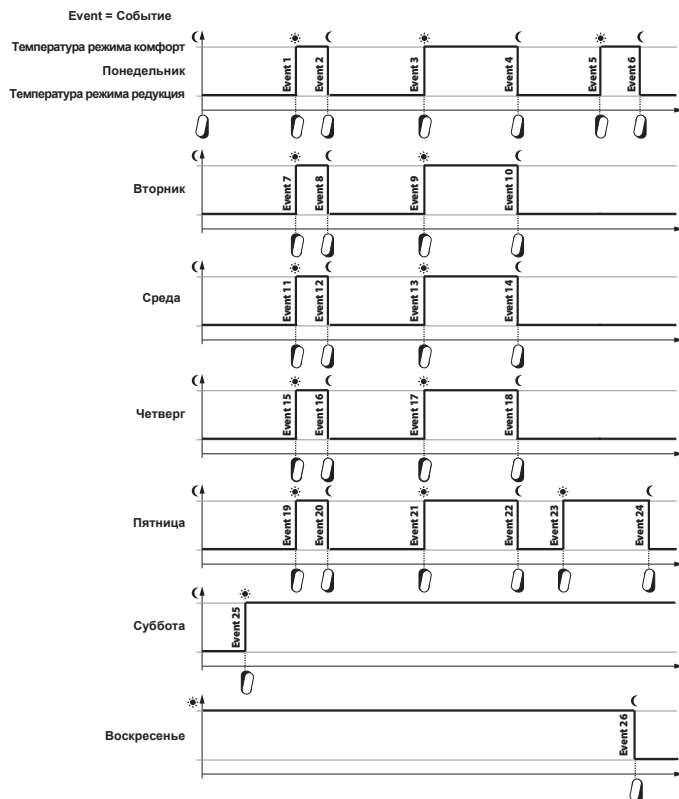 Event = Событие
Температура режима комфорт
Понедельник
Температура режима редукция
Event 1
Event 2
Event 3
Event 4
Event 5
Event 6
Вторник
Event 7
Event 8
Event 9
Event 10
Среда
Event 11
Event 12
Event 13
Event 14
Четверг
Event 15
Event 16
Event 17
Event 18
Пятница
Event 19
Event 20
Event 21
Event 22
Event 23
Event 24
Суббота
Event 25
Воскресенье
Event 26